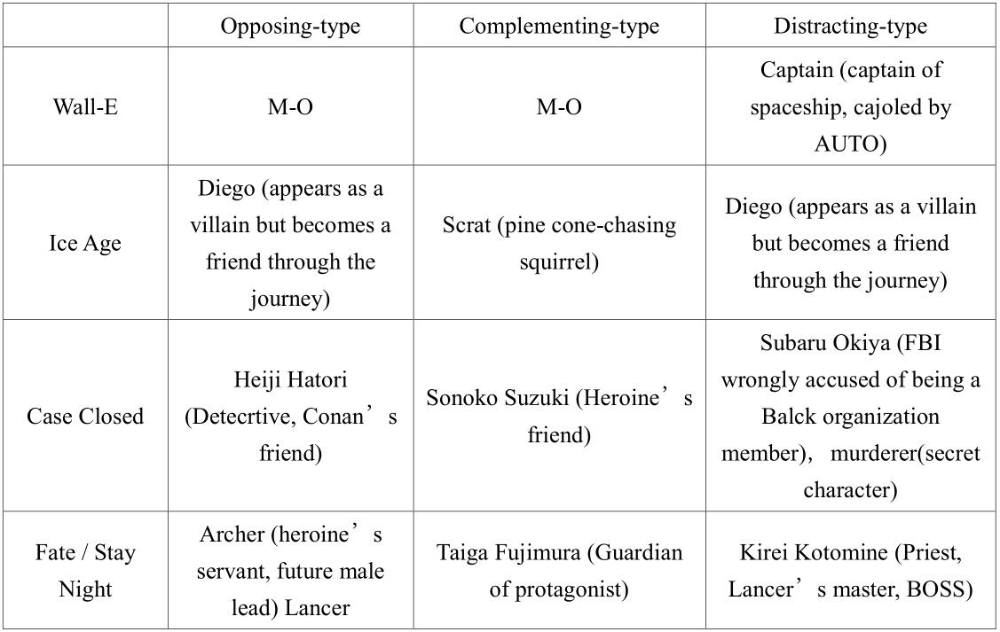 Opposing-type
Complementing-type
Distracting-type
Wall-E
M-O
M-O
Captain (captain of
spaceship, cajoled by
AUTO)
Ice Age
Diego (appears as a
villain but becomes a
friend through the
journey)
Scrat (pine cone-chasing
squirrel)
Diego (appears as a villain
but becomes a friend
through the journey)
Case Closed
Heiji Hatori
(Detecrtive, Conan’s
friend)
Sonoko Suzuki (Heroine’s
friend)
Subaru Okiya (FBI
wrongly accused of being a
Balck organization
member), murderer(secret
character)
Fate / Stay
Night
Archer (heroine’s
servant, future male
lead) Lancer
Taiga Fujimura (Guardian
of protagonist)
Kirei Kotomine (Priest,
Lancer’s master, BOSS)